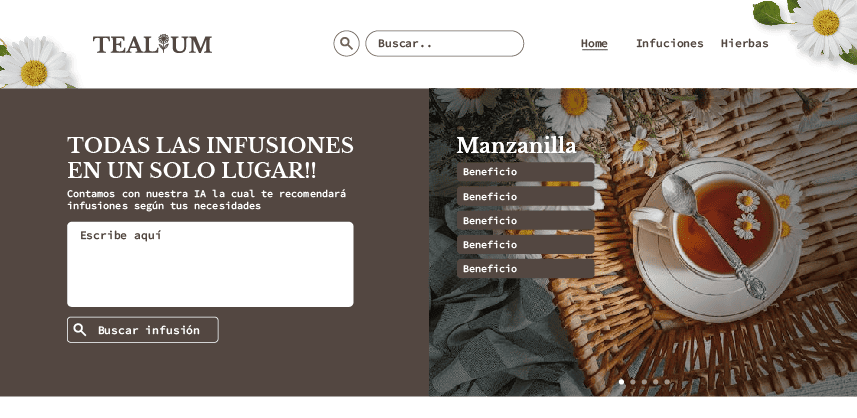 TEALIUM
Buscar..
Home
Infuciones
Hierbas
TODAS LAS INFUSIONES
EN UN SOLO LUGAR!!
Contamos con nuestra IA la cual te recomendará
infusiones según tus necesidades
Escribe aquí
Buscar infusión
Manzanilla
Beneficio
Beneficio
Beneficio
Beneficio
Beneficio